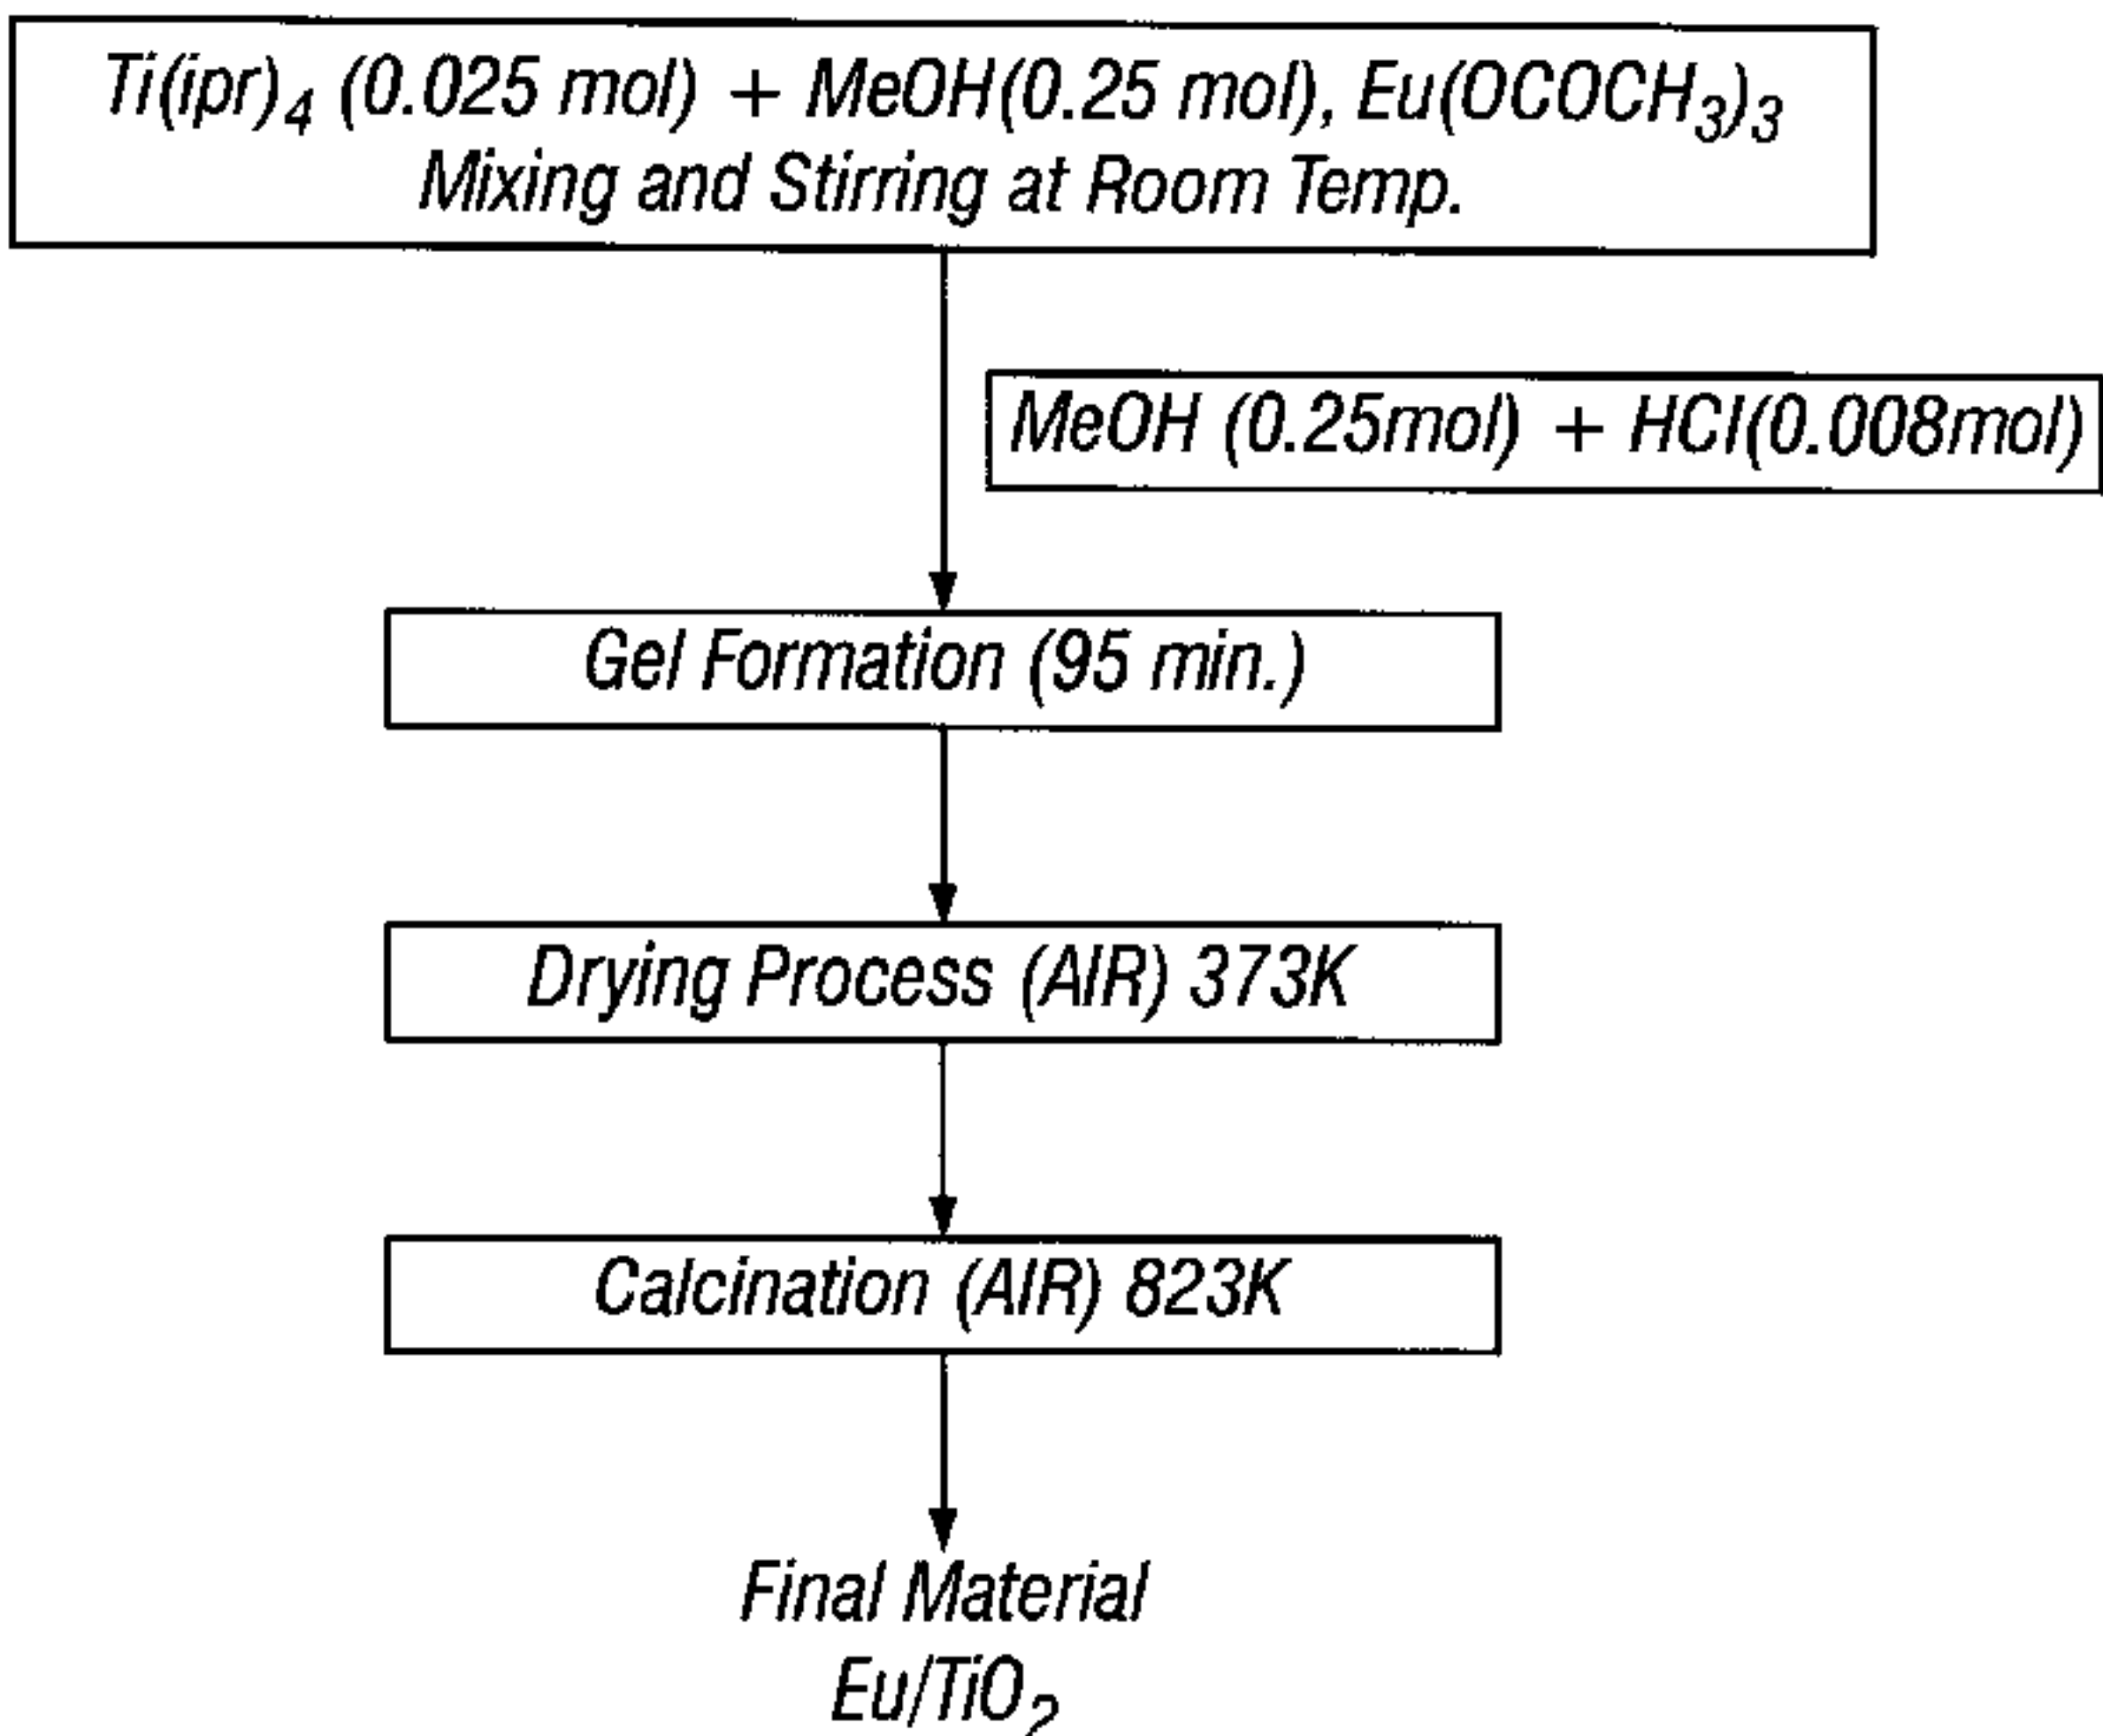 Ti(ipr)₄ (0.025 mol) + MeOH(0.25 mol), Eu(OCOCH₃)₃
Mixing and Stirring at Room Temp.
MeOH (0.25mol) + HCl(0.008mol)
Gel Formation (95 min.)
Drying Process (AIR) 373K
Calcination (AIR) 823K
Final Material
Eu/TiO₂